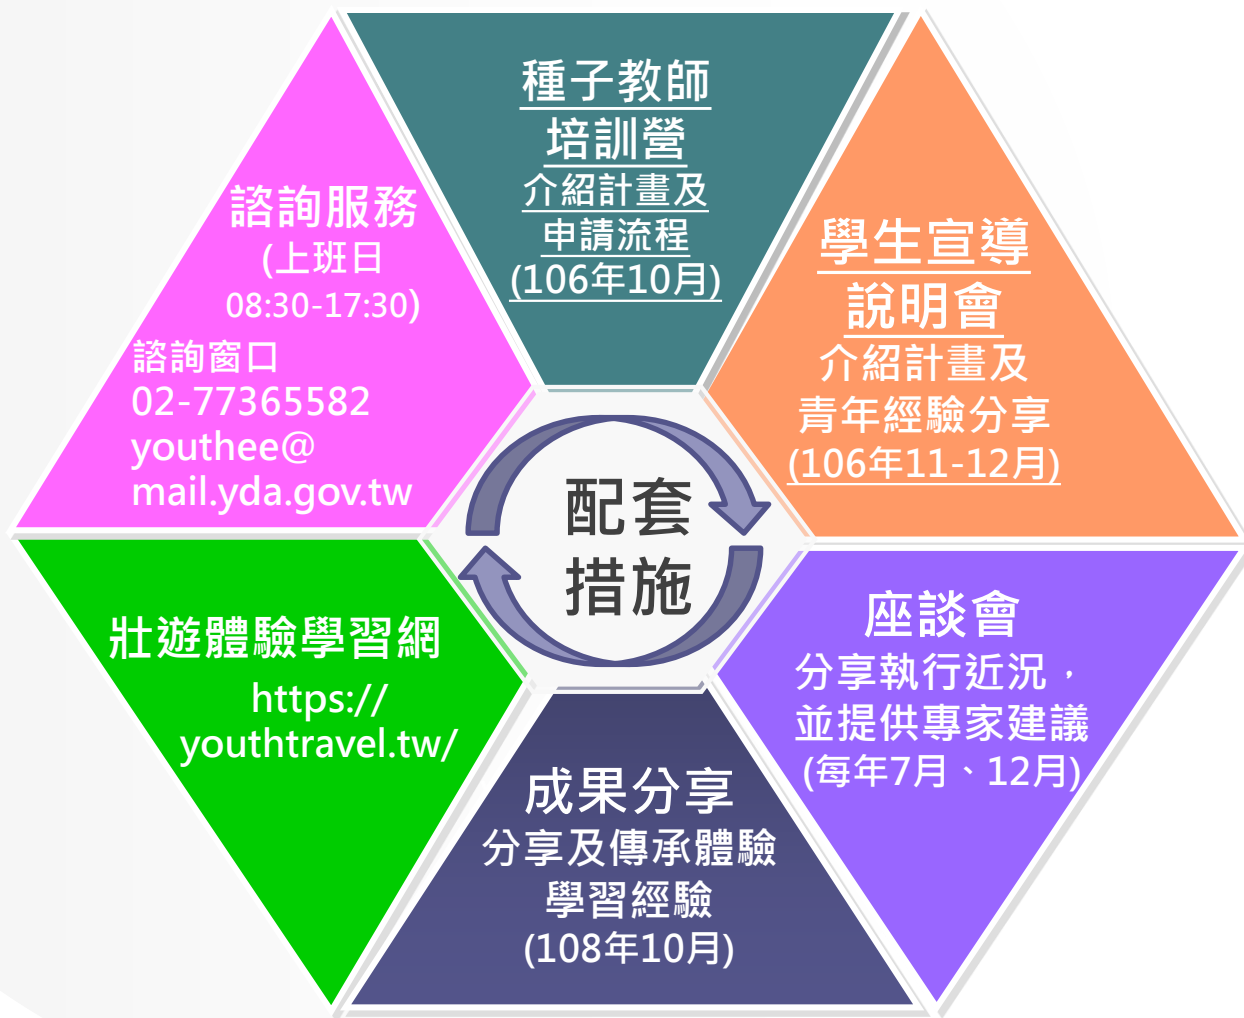 種子教師
培訓營
介紹計畫及
申請流程
(106年10月)
學生宣導
說明會
介紹計畫及
青年經驗分享
(106年11-12月)
座談會
分享執行近況，
並提供專家建議
(每年7月、12月)
成果分享
分享及傳承體驗
學習經驗
(108年10月)
壯遊體驗學習網
https://
youthtravel.tw/
諮詢服務
(上班日
08:30-17:30)
諮詢窗口
02-77365582
youthee@
mail.yda.gov.tw
配套
措施